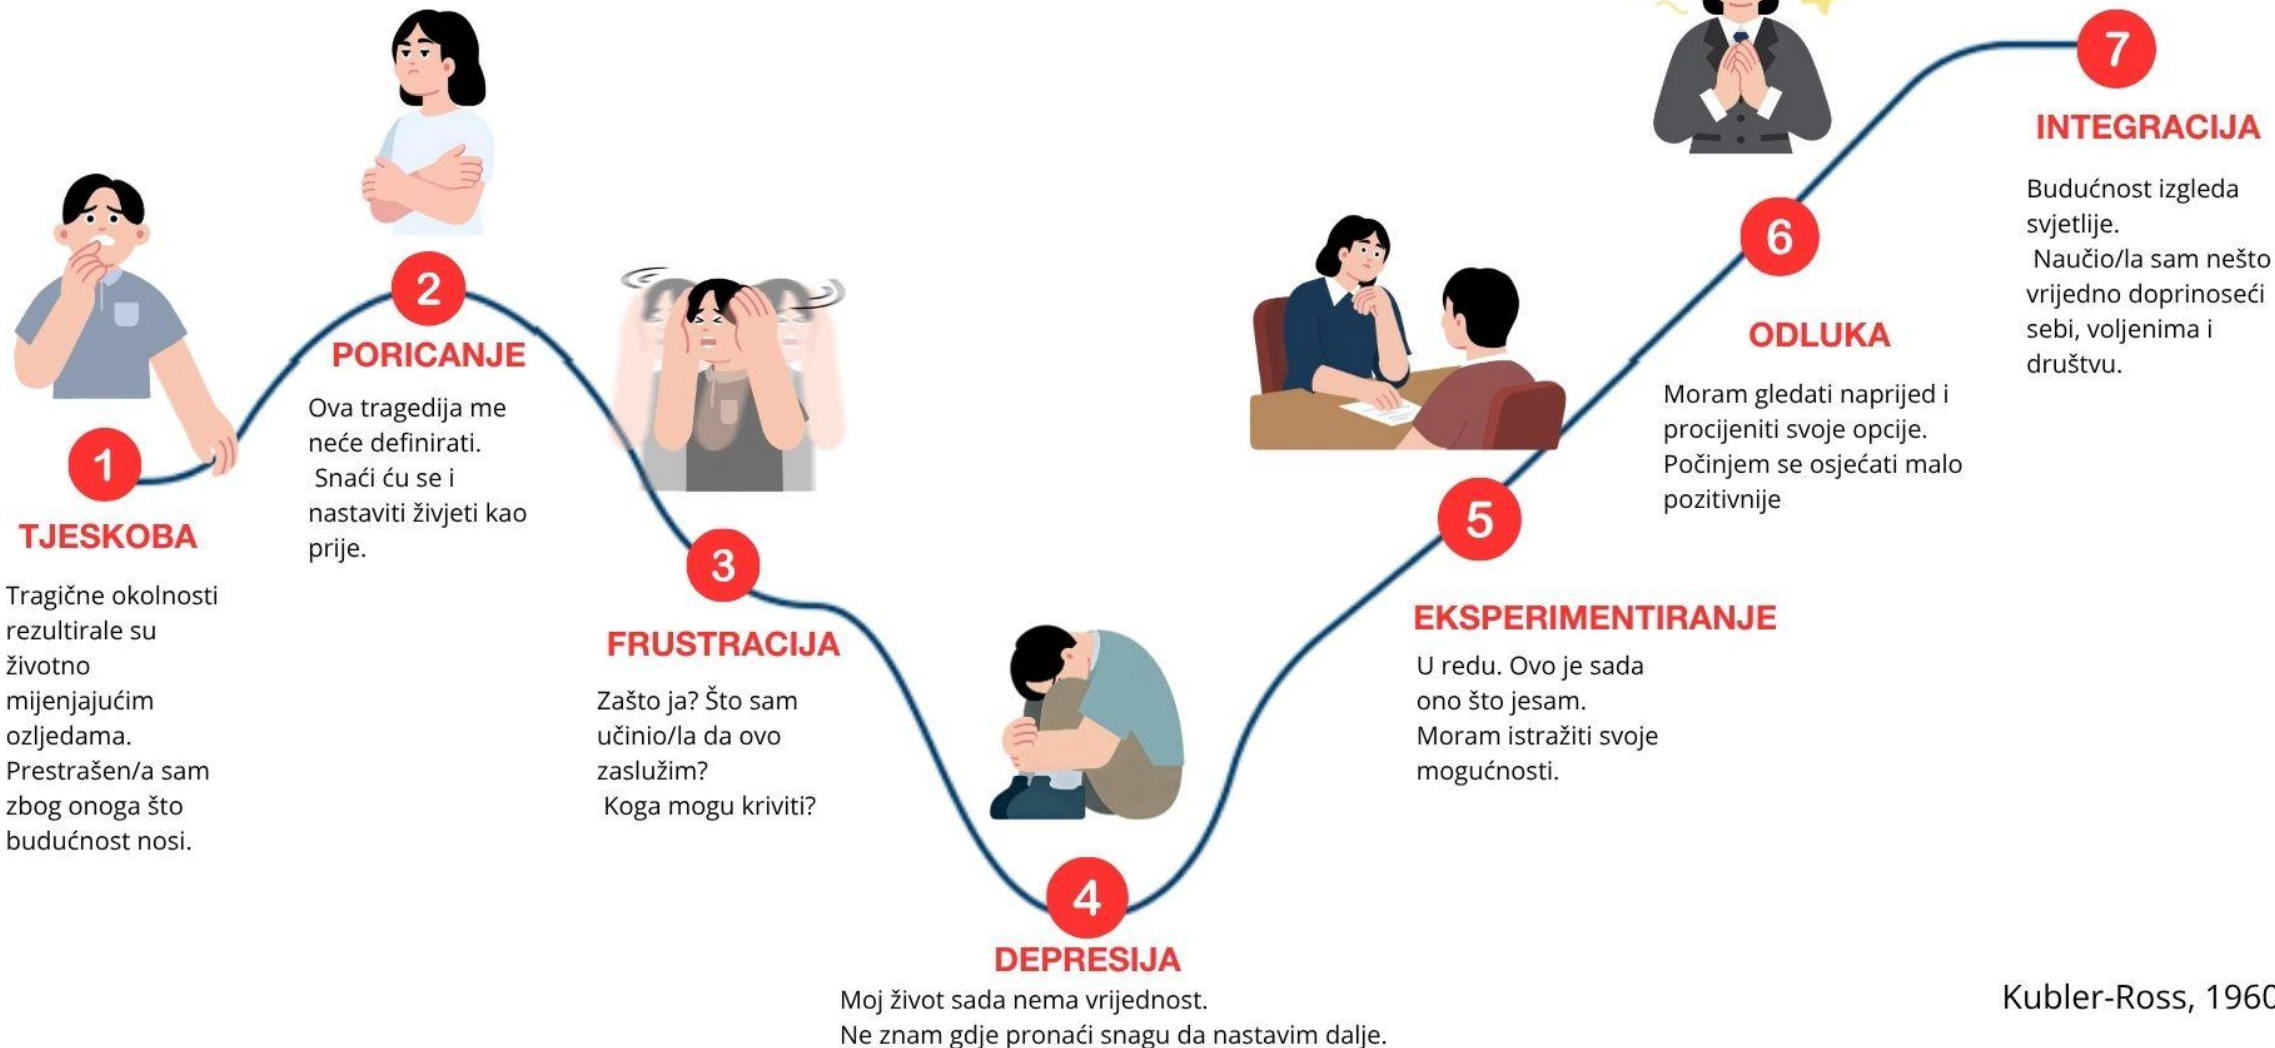 1
TJESKOBA
Tragične okolnosti
rezultirale su
životno
mijenjajućim
ozljedama.
Prestrašen/a sam
zbog onoga što
budućnost nosi.
2
PORICANJE
Ova tragedija me
neće definirati.
Snaći ću se i
nastaviti živjeti kao
prije.
3
FRUSTRACIJA
Zašto ja? Što sam
učinio/la da ovo
zaslužim?
Koga mogu kriviti?
4
DEPRESIJA
Moj život sada nema vrijednost.
Ne znam gdje pronaći snagu da nastavim dalje.
5
EKSPERIMENTIRANJE
U redu. Ovo je sada
ono što jesam.
Moram istražiti svoje
mogućnosti.
6
ODLUKA
Moram gledati naprijed i
procijeniti svoje opcije.
Počinjem se osjećati malo
pozitivnije
7
INTEGRACIJA
Budućnost izgleda
svjetlije.
Naučio/la sam nešto
vrijedno doprinoseći
sebi, voljenima i
društvu.
Kubler-Ross, 1960